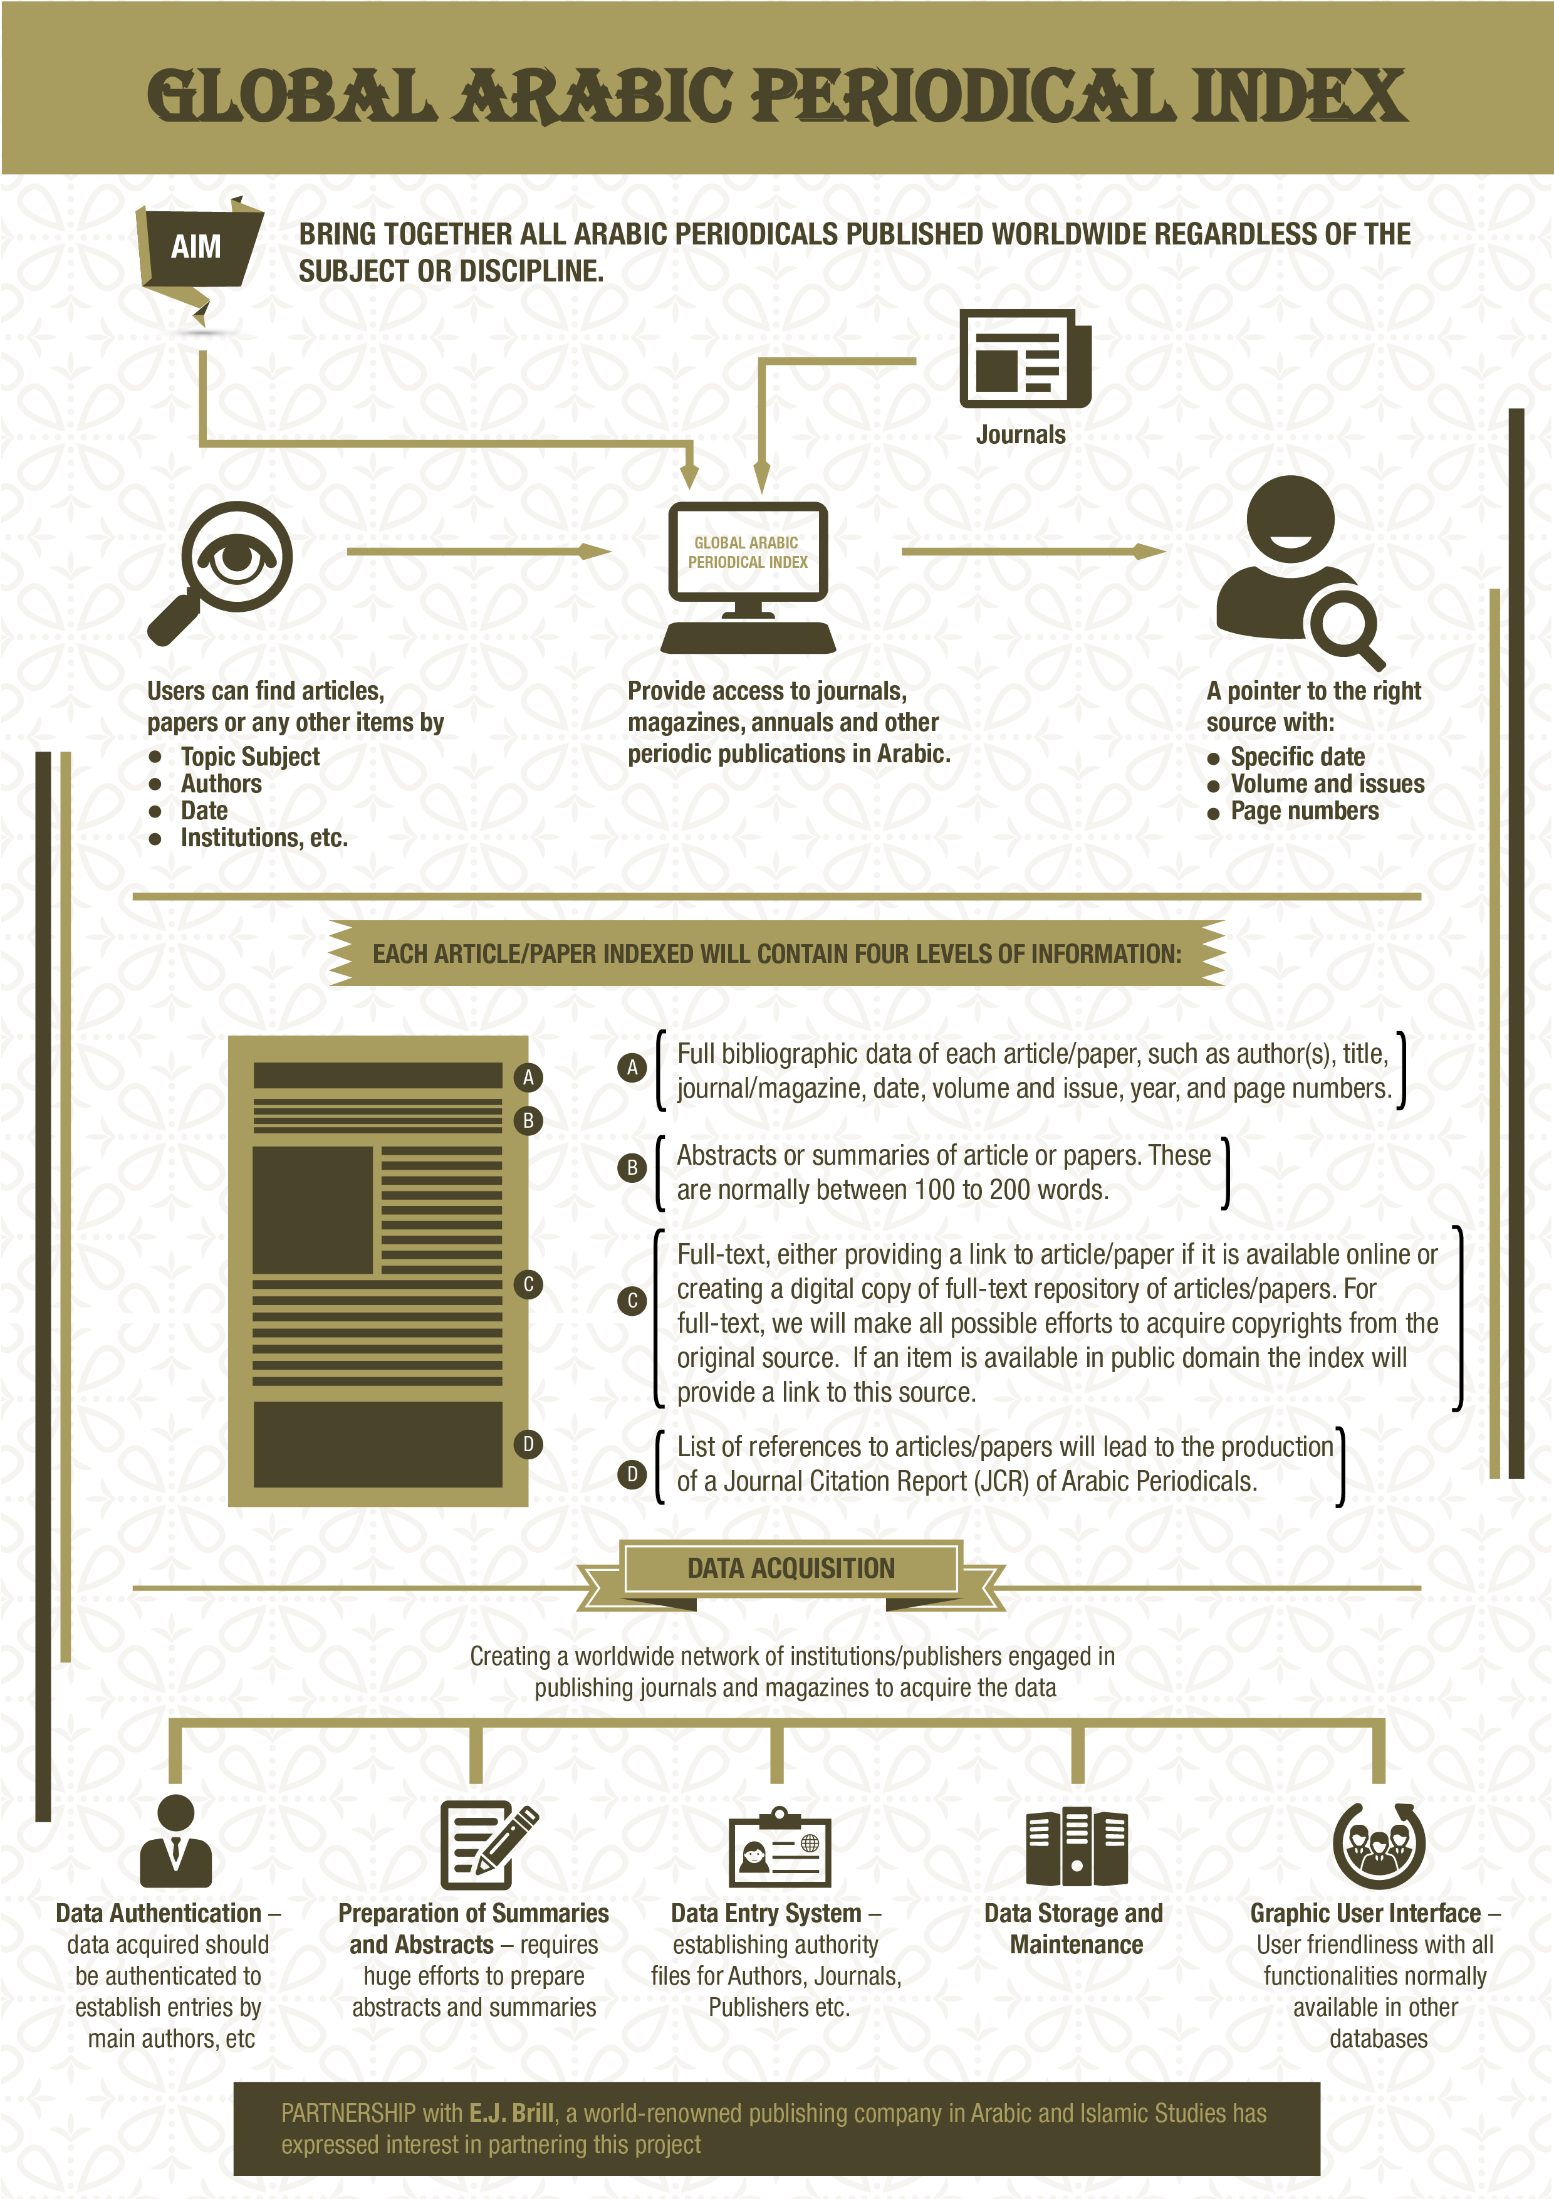 GLOBAL ARABIC PERIODICAL INDEX
AIM
BRING TOGETHER ALL ARABIC PERIODICALS PUBLISHED WORLDWIDE REGARDLESS OF THE
SUBJECT OR DISCIPLINE.
Journals
GLOBAL ARABIC
PERIODICAL INDEX
Users can find articles,
papers or any other items by
● Topic Subject
● Authors
● Date
● Institutions, etc.
Provide access to journals,
magazines, annuals and other
periodic publications in Arabic.
A pointer to the right
source with:
● Specific date
● Volume and issues
● Page numbers
EACH ARTICLE/PAPER INDEXED WILL CONTAIN FOUR LEVELS OF INFORMATION:
A
B
C
D
A
Full bibliographic data of each article/paper, such as author(s), title,
journal/magazine, date, volume and issue, year, and page numbers.
B
Abstracts or summaries of article or papers. These
are normally between 100 to 200 words.
C
Full-text, either providing a link to article/paper if it is available online or
creating a digital copy of full-text repository of articles/papers. For
full-text, we will make all possible efforts to acquire copyrights from the
original source. If an item is available in public domain the index will
provide a link to this source.
D
List of references to articles/papers will lead to the production
of a Journal Citation Report (JCR) of Arabic Periodicals.
DATA ACQUISITION
Creating a worldwide network of institutions/publishers engaged in
publishing journals and magazines to acquire the data
Data Authentication –
data acquired should
be authenticated to
establish entries by
main authors, etc
Preparation of Summaries
and Abstracts – requires
huge efforts to prepare
abstracts and summaries
Data Entry System –
establishing authority
files for Authors, Journals,
Publishers etc.
Data Storage and
Maintenance
Graphic User Interface –
User friendliness with all
functionalities normally
available in other
databases
PARTNERSHIP with E.J. Brill, a world-renowned publishing company in Arabic and Islamic Studies has
expressed interest in partnering this project